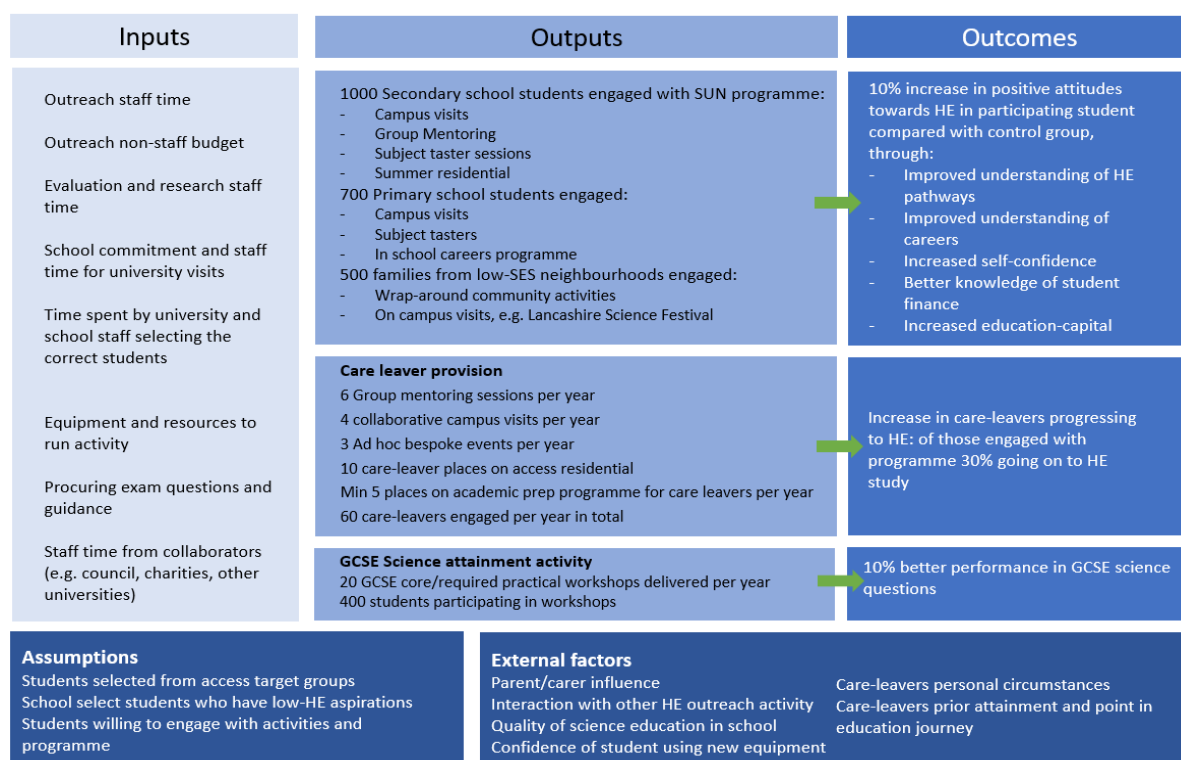 Inputs
Outputs
Outcomes
Outreach staff time
Outreach non-staff budget
Evaluation and research staff
time
School commitment and staff
time for university visits
Time spent by university and
school staff selecting the
correct students
Equipment and resources to
run activity
Procuring exam questions and
guidance
Staff time from collaborators
(e.g. council, charities, other
universities)
1000 Secondary school students engaged with SUN programme:
- Campus visits
- Group Mentoring
- Subject taster sessions
- Summer residential
700 Primary school students engaged:
- Campus visits
- Subject tasters
- In school careers programme
500 families from low-SES neighbourhoods engaged:
- Wrap-around community activities
- On campus visits, e.g. Lancashire Science Festival
10% increase in positive attitudes
towards HE in participating student
compared with control group,
through:
- Improved understanding of HE
pathways
- Improved understanding of
careers
- Increased self-confidence
- Better knowledge of student
finance
- Increased education-capital
Care leaver provision
6 Group mentoring sessions per year
4 collaborative campus visits per year
3 Ad hoc bespoke events per year
10 care-leaver places on access residential
Min 5 places on academic prep programme for care leavers per year
60 care-leavers engaged per year in total
Increase in care-leavers progressing
to HE: of those engaged with
programme 30% going on to HE
study
GCSE Science attainment activity
20 GCSE core/required practical workshops delivered per year
400 students participating in workshops
10% better performance in GCSE science
questions
Assumptions
Students selected from access target groups
School select students who have low-HE aspirations
Students willing to engage with activities and
programme
External factors
Parent/carer influence
Interaction with other HE outreach activity
Quality of science education in school
Confidence of student using new equipment
Care-leavers personal circumstances
Care-leavers prior attainment and point in
education journey